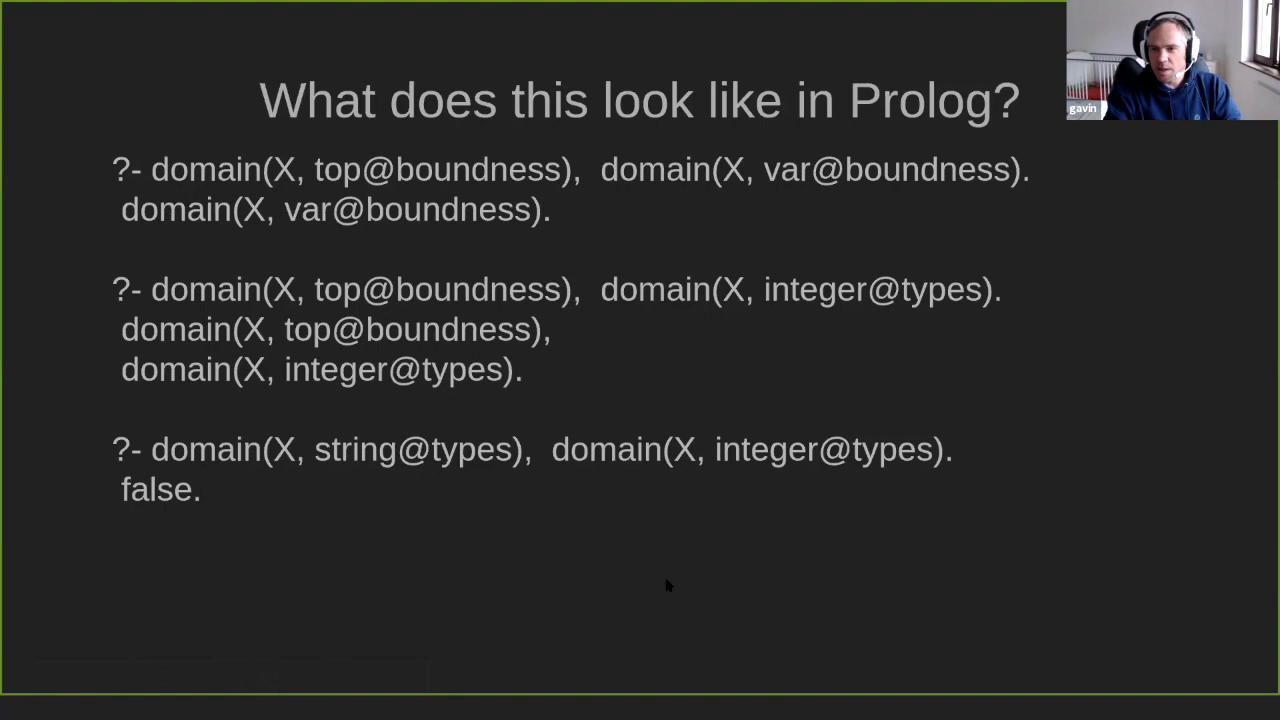 What does this look like in Prolog?
gavin
?- domain(X, top@boundness),  domain(X, var@boundness).
domain(X, var@boundness).
?- domain(X, top@boundness),  domain(X, integer@types).
domain(X, top@boundness),
domain(X, integer@types).
?- domain(X, string@types),  domain(X, integer@types).
false.